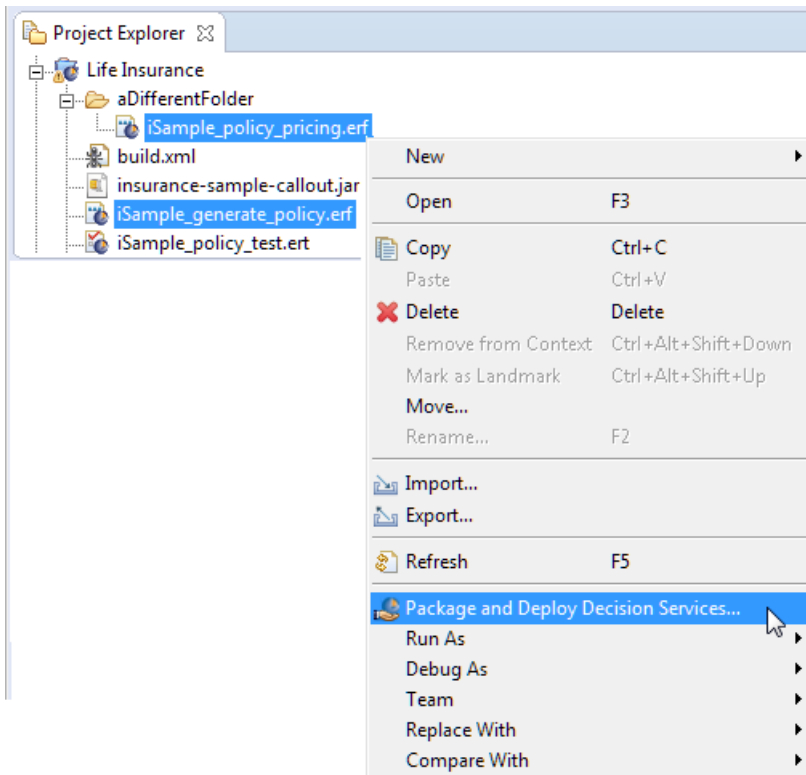 Project Explorer
Life Insurance
aDifferentFolder
iSample_policy_pricing.erf
build.xml
insurance-sample-callout.jar
iSample_generate_policy.erf
iSample_policy_test.ert
New
Open F3
Copy Ctrl+C
Paste Ctrl+V
Delete Delete
Remove from Context Ctrl+Alt+Shift+Down
Mark as Landmark Ctrl+Alt+Shift+Up
Move...
Rename... F2
Import...
Export...
Refresh F5
Package and Deploy Decision Services...
Run As
Debug As
Team
Replace With
Compare With